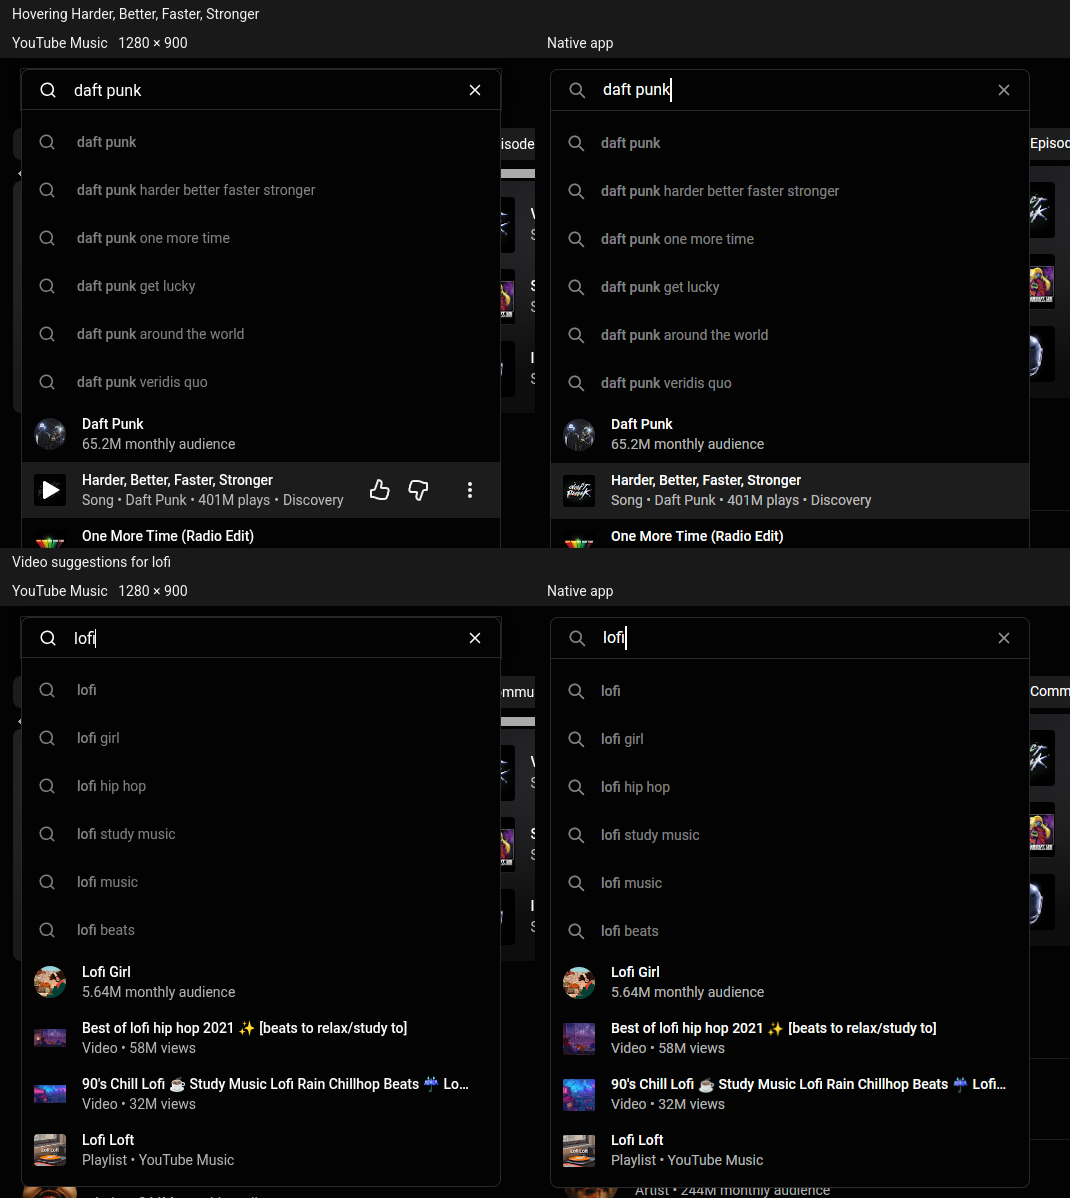 Hovering Harder, Better, Faster, Stronger
YouTube Music 1280 × 900
Native app
daft punk
daft punk
daft punk harder better faster stronger
daft punk one more time
daft punk get lucky
daft punk around the world
daft punk veridis quo
Daft Punk
65.2M monthly audience
Harder, Better, Faster, Stronger
Song • Daft Punk • 401M plays • Discovery
One More Time (Radio Edit)
isode
daft punk
daft punk
daft punk harder better faster stronger
daft punk one more time
daft punk get lucky
daft punk around the world
daft punk veridis quo
Daft Punk
65.2M monthly audience
Harder, Better, Faster, Stronger
Song • Daft Punk • 401M plays • Discovery
One More Time (Radio Edit)
Episod
Video suggestions for lofi
YouTube Music 1280 × 900
Native app
lofi
lofi
lofi girl
lofi hip hop
lofi study music
lofi music
lofi beats
Lofi Girl
5.64M monthly audience
Best of lofi hip hop 2021 ✨ [beats to relax/study to]
Video • 58M views
90's Chill Lofi ☕ Study Music Lofi Rain Chillhop Beats ☔ Lo...
Video • 32M views
Lofi Loft
Playlist • YouTube Music
ommu
lofi
lofi
lofi girl
lofi hip hop
lofi study music
lofi music
lofi beats
Lofi Girl
5.64M monthly audience
Best of lofi hip hop 2021 ✨ [beats to relax/study to]
Video • 58M views
90's Chill Lofi ☕ Study Music Lofi Rain Chillhop Beats ☔ Lofi...
Video • 32M views
Lofi Loft
Playlist • YouTube Music
Comm
Artist • 244M monthly audience